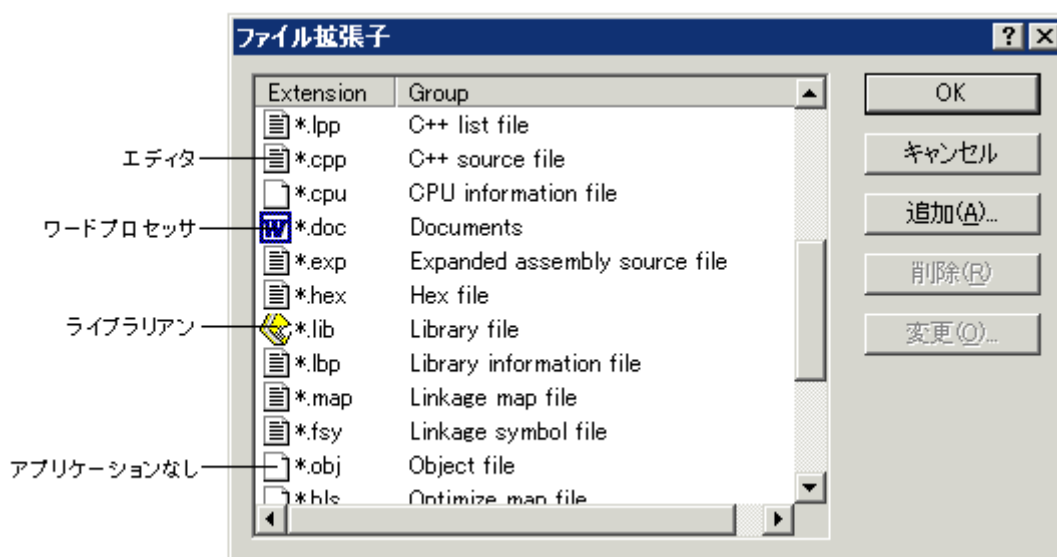 ファイル拡張子
Extension Group
*.lpp C++ list file
*.cpp C++ source file
*.cpu CPU information file
*.doc Documents
*.exp Expanded assembly source file
*.hex Hex file
*.lib Library file
*.lbp Library information file
*.map Linkage map file
*.fsy Linkage symbol file
*.obj Object file
*.bls Optimize map file
エディタ
ワードプロセッサ
ライブラリアン
アプリケーションなし
OK
キャンセル
追加(A)...
削除(R)
変更(O)...